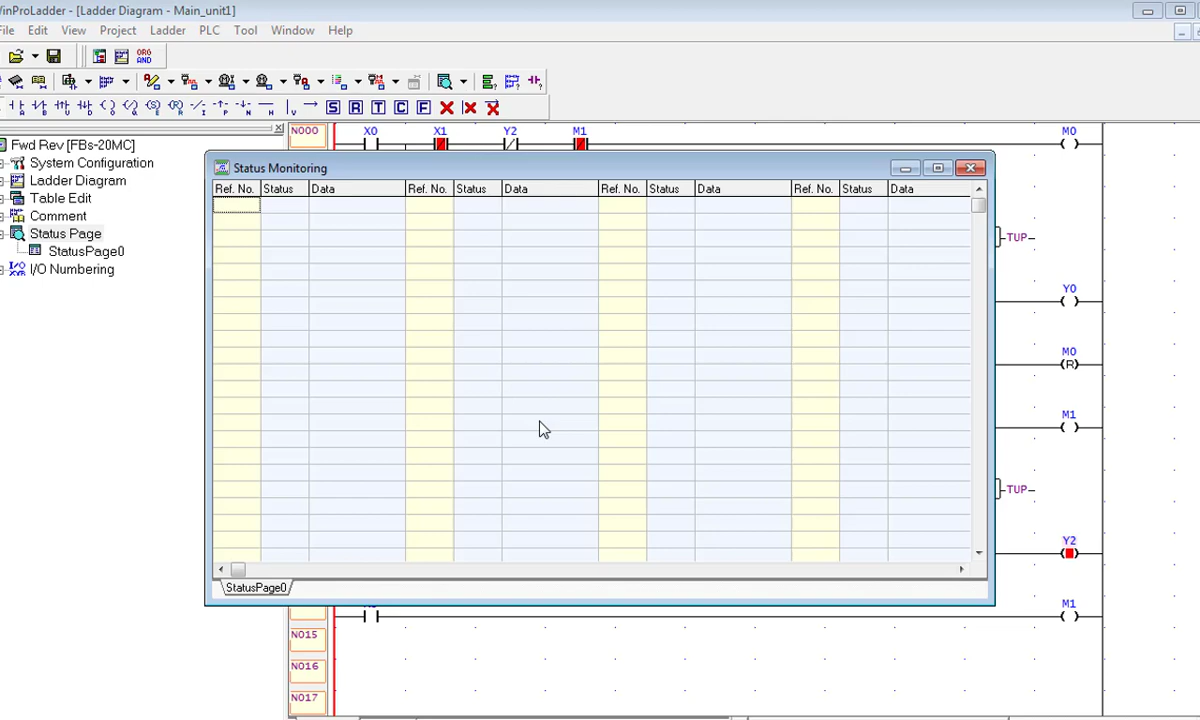 inProLadder - [Ladder Diagram - Main_unit1]
File Edit View Project Ladder Tool PLC Window Help
ORG
AND
A B U D (S) (R) P N H V S R T C F
Fwd Rev [FBs-20MC]
System Configuration
Ladder Diagram
Table Edit
Comment
Status Page
StatusPage0
I/O Numbering
N000 X0 X1 Y2 M1 M0
Status Monitoring
Ref. No. Status Data Ref. No. Status Data Ref. No. Status Data Ref. No. Status Data
TUP
Y0
M0
(R)
M1
TUP
Y2
StatusPage0
M1
N015
N016
N017